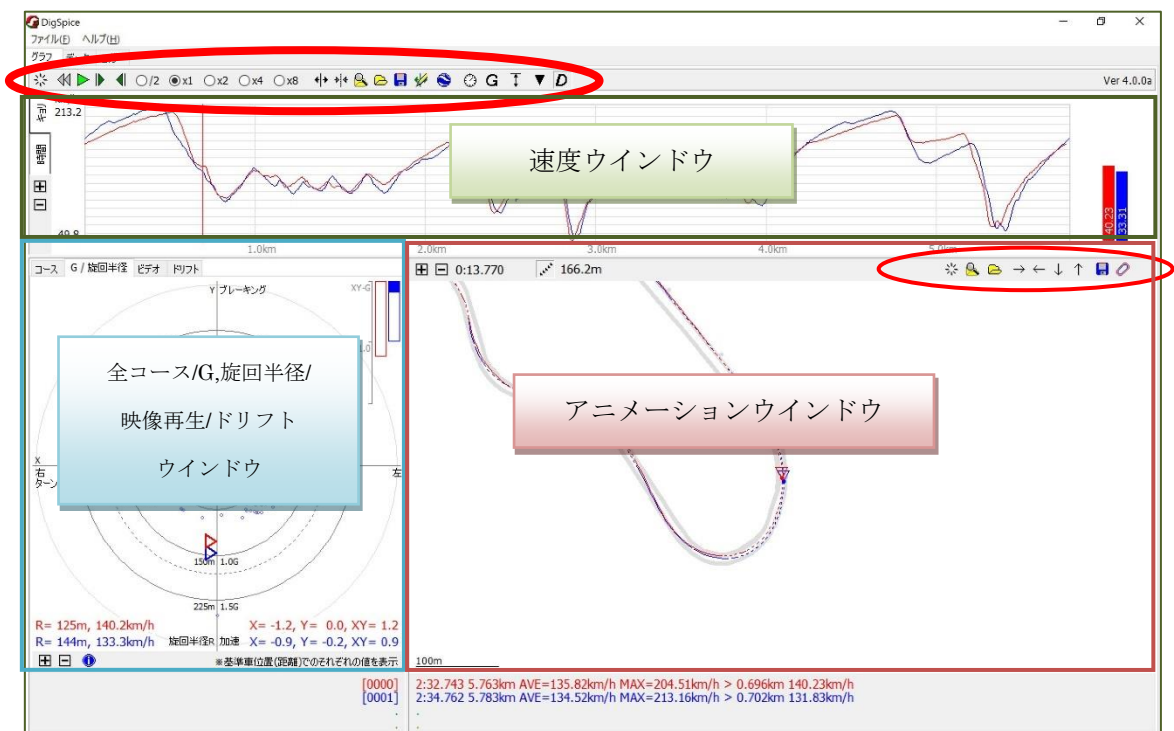 DigSpice
ファイル(F) ヘルプ(H)
グラフ
/2 x1 x2 x4 x8 G D Ver 4.0.0a
213.2
時間
速度ウインドウ
40.23
33.31
49.8
1.0km 2.0km 3.0km 4.0km 5.0km
コース G / 旋回半径 ビデオ ドリフト
0:13.770 166.2m
Y ブレーキング XY-G
1.0
全コース/G,旋回半径/
映像再生/ドリフト
ウインドウ
アニメーションウインドウ
X
右 左
ターン
150m 1.0G
225m 1.5G
R= 125m, 140.2km/h X= -1.2, Y= 0.0, XY= 1.2
R= 144m, 133.3km/h 旋回半径R 加速 X= -0.9, Y= -0.2, XY= 0.9
※基準車位置(距離)でのそれぞれの値を表示
100m
[0000] 2:32.743 5.763km AVE=135.82km/h MAX=204.51km/h > 0.696km 140.23km/h
[0001] 2:34.762 5.783km AVE=134.52km/h MAX=213.16km/h > 0.702km 131.83km/h